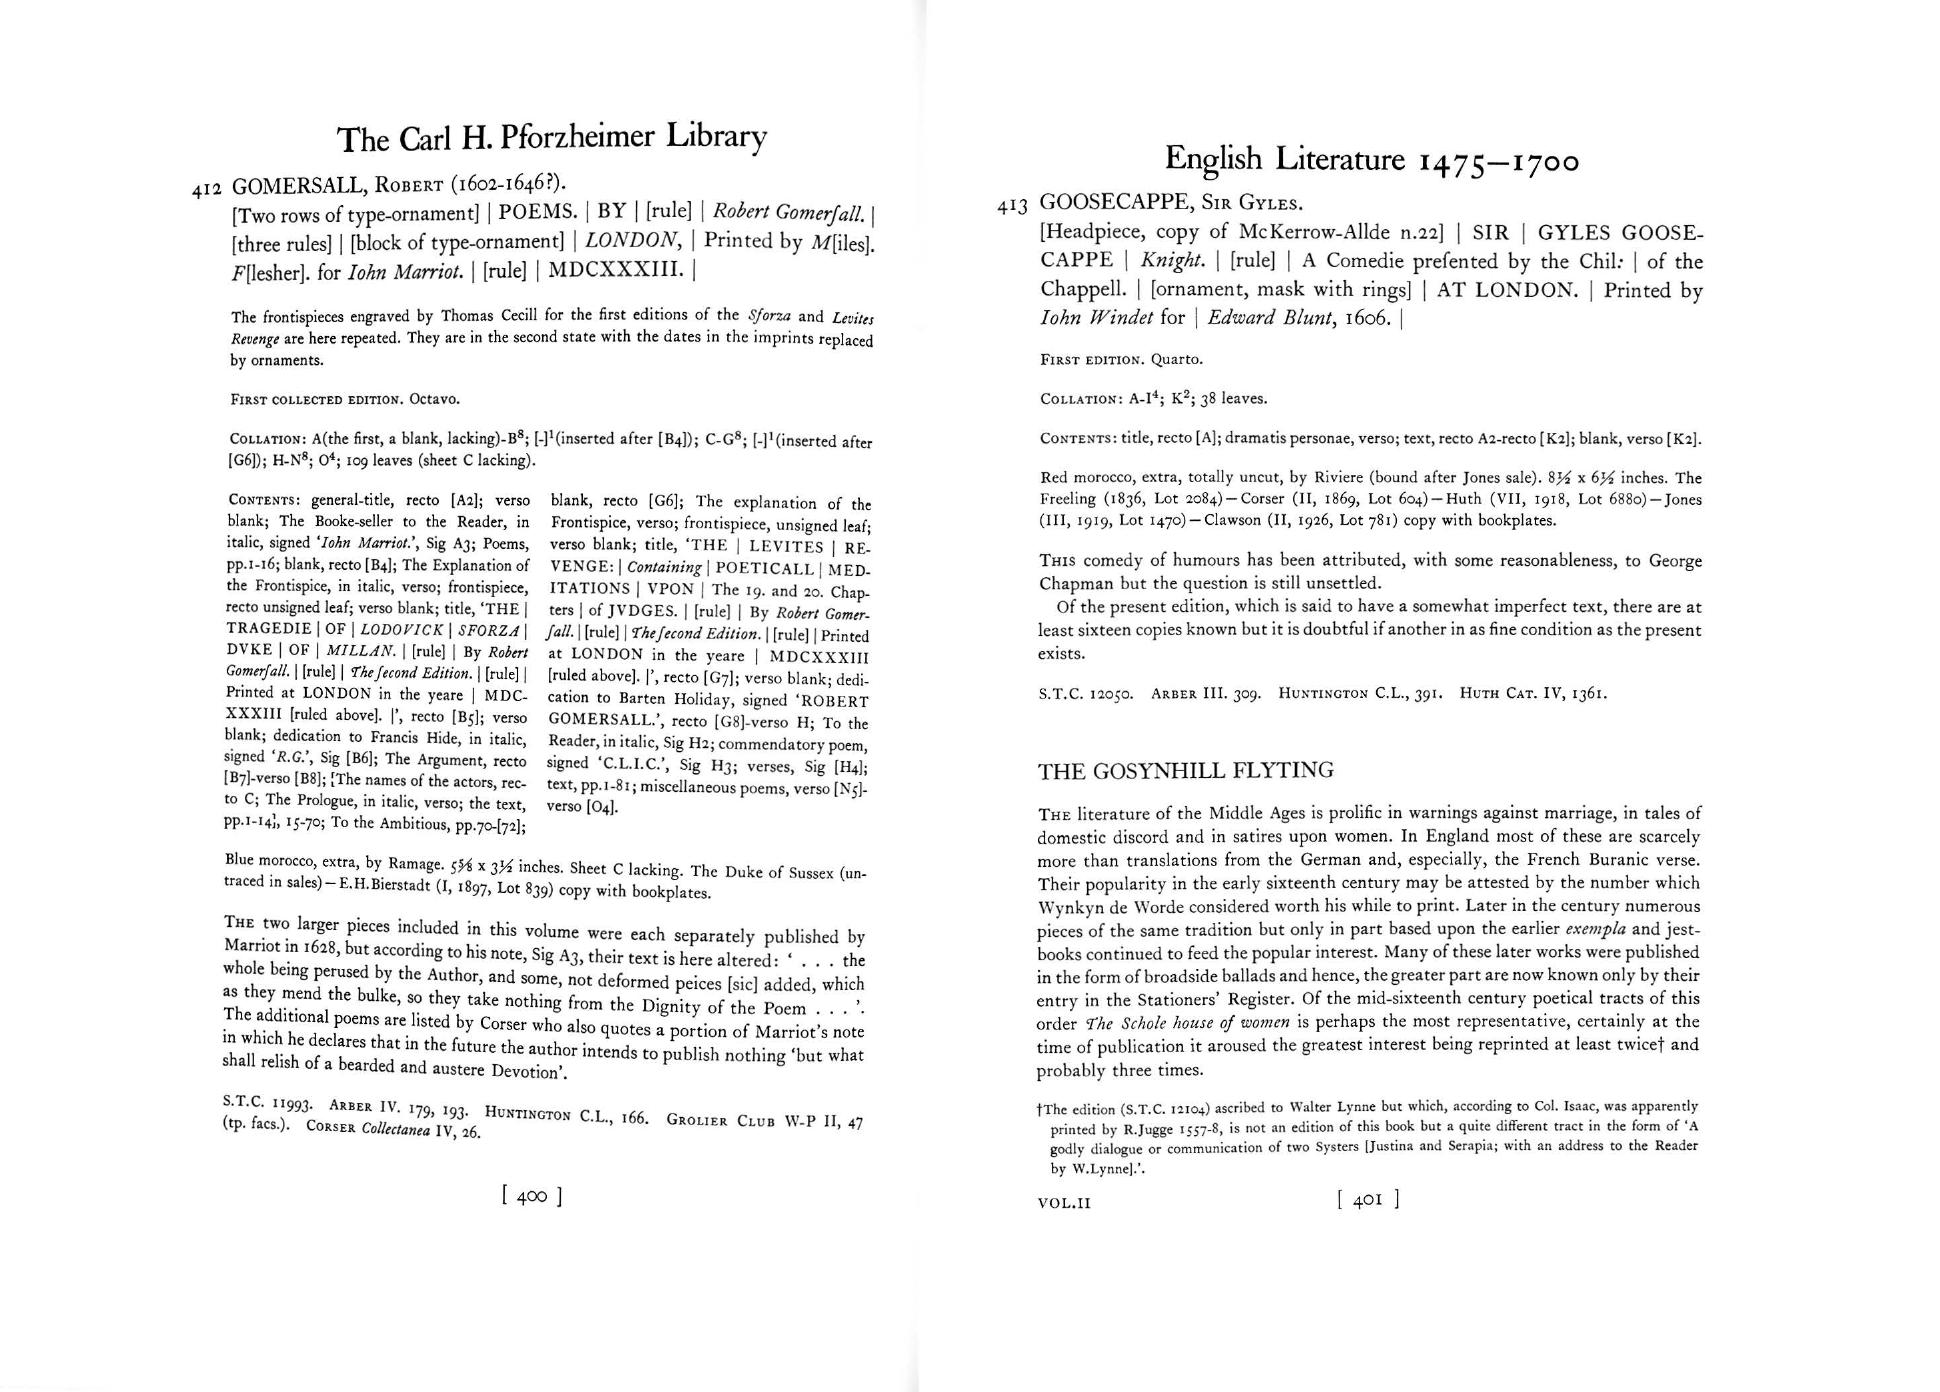 The Carl H. Pforzheimer Library
412 GOMERSALL, ROBERT (1602-1646?).
[Two rows of type-ornament] | POEMS. | BY | [rule] | Robert Gomerſall. |
[three rules] | [block of type-ornament] | LONDON, | Printed by M[iles].
F[lesher]. for Iohn Marriot. | [rule] | MDCXXXIII. |
The frontispieces engraved by Thomas Cecill for the first editions of the Sforza and Levites
Revenge are here repeated. They are in the second state with the dates in the imprints replaced
by ornaments.
FIRST COLLECTED EDITION. Octavo.
COLLATION: A(the first, a blank, lacking)-B⁸; [-]¹(inserted after [B4]); C-G⁸; [-]¹(inserted after
[G6]); H-N⁸; O⁴; 109 leaves (sheet C lacking).
CONTENTS: general-title, recto [A2]; verso
blank; The Booke-seller to the Reader, in
italic, signed ‘Iohn Marriot.’, Sig A3; Poems,
pp.1-16; blank, recto [B4]; The Explanation of
the Frontispice, in italic, verso; frontispiece,
recto unsigned leaf; verso blank; title, ‘THE |
TRAGEDIE | OF | LODOVICK | SFORZA |
DVKE | OF | MILLAN. | [rule] | By Robert
Gomerſall. | [rule] | The ſecond Edition. | [rule] |
Printed at LONDON in the yeare | MDC-
XXXIII [ruled above]. |’, recto [B5]; verso
blank; dedication to Francis Hide, in italic,
signed ‘R.G.’, Sig [B6]; The Argument, recto
[B7]-verso [B8]; [The names of the actors, rec-
to C; The Prologue, in italic, verso; the text,
pp.1-14], 15-70; To the Ambitious, pp.70-[72];
blank, recto [G6]; The explanation of the
Frontispice, verso; frontispiece, unsigned leaf;
verso blank; title, ‘THE | LEVITES | RE-
VENGE: | Containing | POETICALL | MED-
ITATIONS | VPON | The 19. and 20. Chap-
ters | of JVDGES. | [rule] | By Robert Gomer-
ſall. | [rule] | The ſecond Edition. | [rule] | Printed
at LONDON in the yeare | MDCXXXIII
[ruled above]. |’, recto [G7]; verso blank; dedi-
cation to Barten Holiday, signed ‘ROBERT
GOMERSALL.’, recto [G8]-verso H; To the
Reader, in italic, Sig H2; commendatory poem,
signed ‘C.L.I.C.’, Sig H3; verses, Sig [H4];
text, pp.1-81; miscellaneous poems, verso [N5]-
verso [O4].
Blue morocco, extra, by Ramage. 5⅝ x 3½ inches. Sheet C lacking. The Duke of Sussex (un-
traced in sales)—E.H.Bierstadt (I, 1897, Lot 839) copy with bookplates.
THE two larger pieces included in this volume were each separately published by
Marriot in 1628, but according to his note, Sig A3, their text is here altered: ‘ . . . the
whole being perused by the Author, and some, not deformed peices [sic] added, which
as they mend the bulke, so they take nothing from the Dignity of the Poem . . . ’.
The additional poems are listed by Corser who also quotes a portion of Marriot’s note
in which he declares that in the future the author intends to publish nothing ‘but what
shall relish of a bearded and austere Devotion’.
S.T.C. 11993. ARBER IV. 179, 193. HUNTINGTON C.L., 166. GROLIER CLUB W-P II, 47
(tp. facs.). CORSER Collectanea IV, 26.
[ 400 ]
English Literature 1475—1700
413 GOOSECAPPE, SIR GYLES.
[Headpiece, copy of McKerrow-Allde n.22] | SIR | GYLES GOOSE-
CAPPE | Knight. | [rule] | A Comedie preſented by the Chil: | of the
Chappell. | [ornament, mask with rings] | AT LONDON. | Printed by
Iohn Windet for | Edward Blunt, 1606. |
FIRST EDITION. Quarto.
COLLATION: A-I⁴; K²; 38 leaves.
CONTENTS: title, recto [A]; dramatis personae, verso; text, recto A2-recto [K2]; blank, verso [K2].
Red morocco, extra, totally uncut, by Riviere (bound after Jones sale). 8½ x 6½ inches. The
Freeling (1836, Lot 2084)—Corser (II, 1869, Lot 604)—Huth (VII, 1918, Lot 6880)—Jones
(III, 1919, Lot 1470)—Clawson (II, 1926, Lot 781) copy with bookplates.
THIS comedy of humours has been attributed, with some reasonableness, to George
Chapman but the question is still unsettled.
Of the present edition, which is said to have a somewhat imperfect text, there are at
least sixteen copies known but it is doubtful if another in as fine condition as the present
exists.
S.T.C. 12050. ARBER III. 309. HUNTINGTON C.L., 391. HUTH CAT. IV, 1361.
THE GOSYNHILL FLYTING
THE literature of the Middle Ages is prolific in warnings against marriage, in tales of
domestic discord and in satires upon women. In England most of these are scarcely
more than translations from the German and, especially, the French Buranic verse.
Their popularity in the early sixteenth century may be attested by the number which
Wynkyn de Worde considered worth his while to print. Later in the century numerous
pieces of the same tradition but only in part based upon the earlier exempla and jest-
books continued to feed the popular interest. Many of these later works were published
in the form of broadside ballads and hence, the greater part are now known only by their
entry in the Stationers’ Register. Of the mid-sixteenth century poetical tracts of this
order The Schole house of women is perhaps the most representative, certainly at the
time of publication it aroused the greatest interest being reprinted at least twice† and
probably three times.
†The edition (S.T.C. 12104) ascribed to Walter Lynne but which, according to Col. Isaac, was apparently
printed by R.Jugge 1557-8, is not an edition of this book but a quite different tract in the form of ‘A
godly dialogue or communication of two Systers [Justina and Serapia; with an address to the Reader
by W.Lynne].’.
VOL.II
[ 401 ]